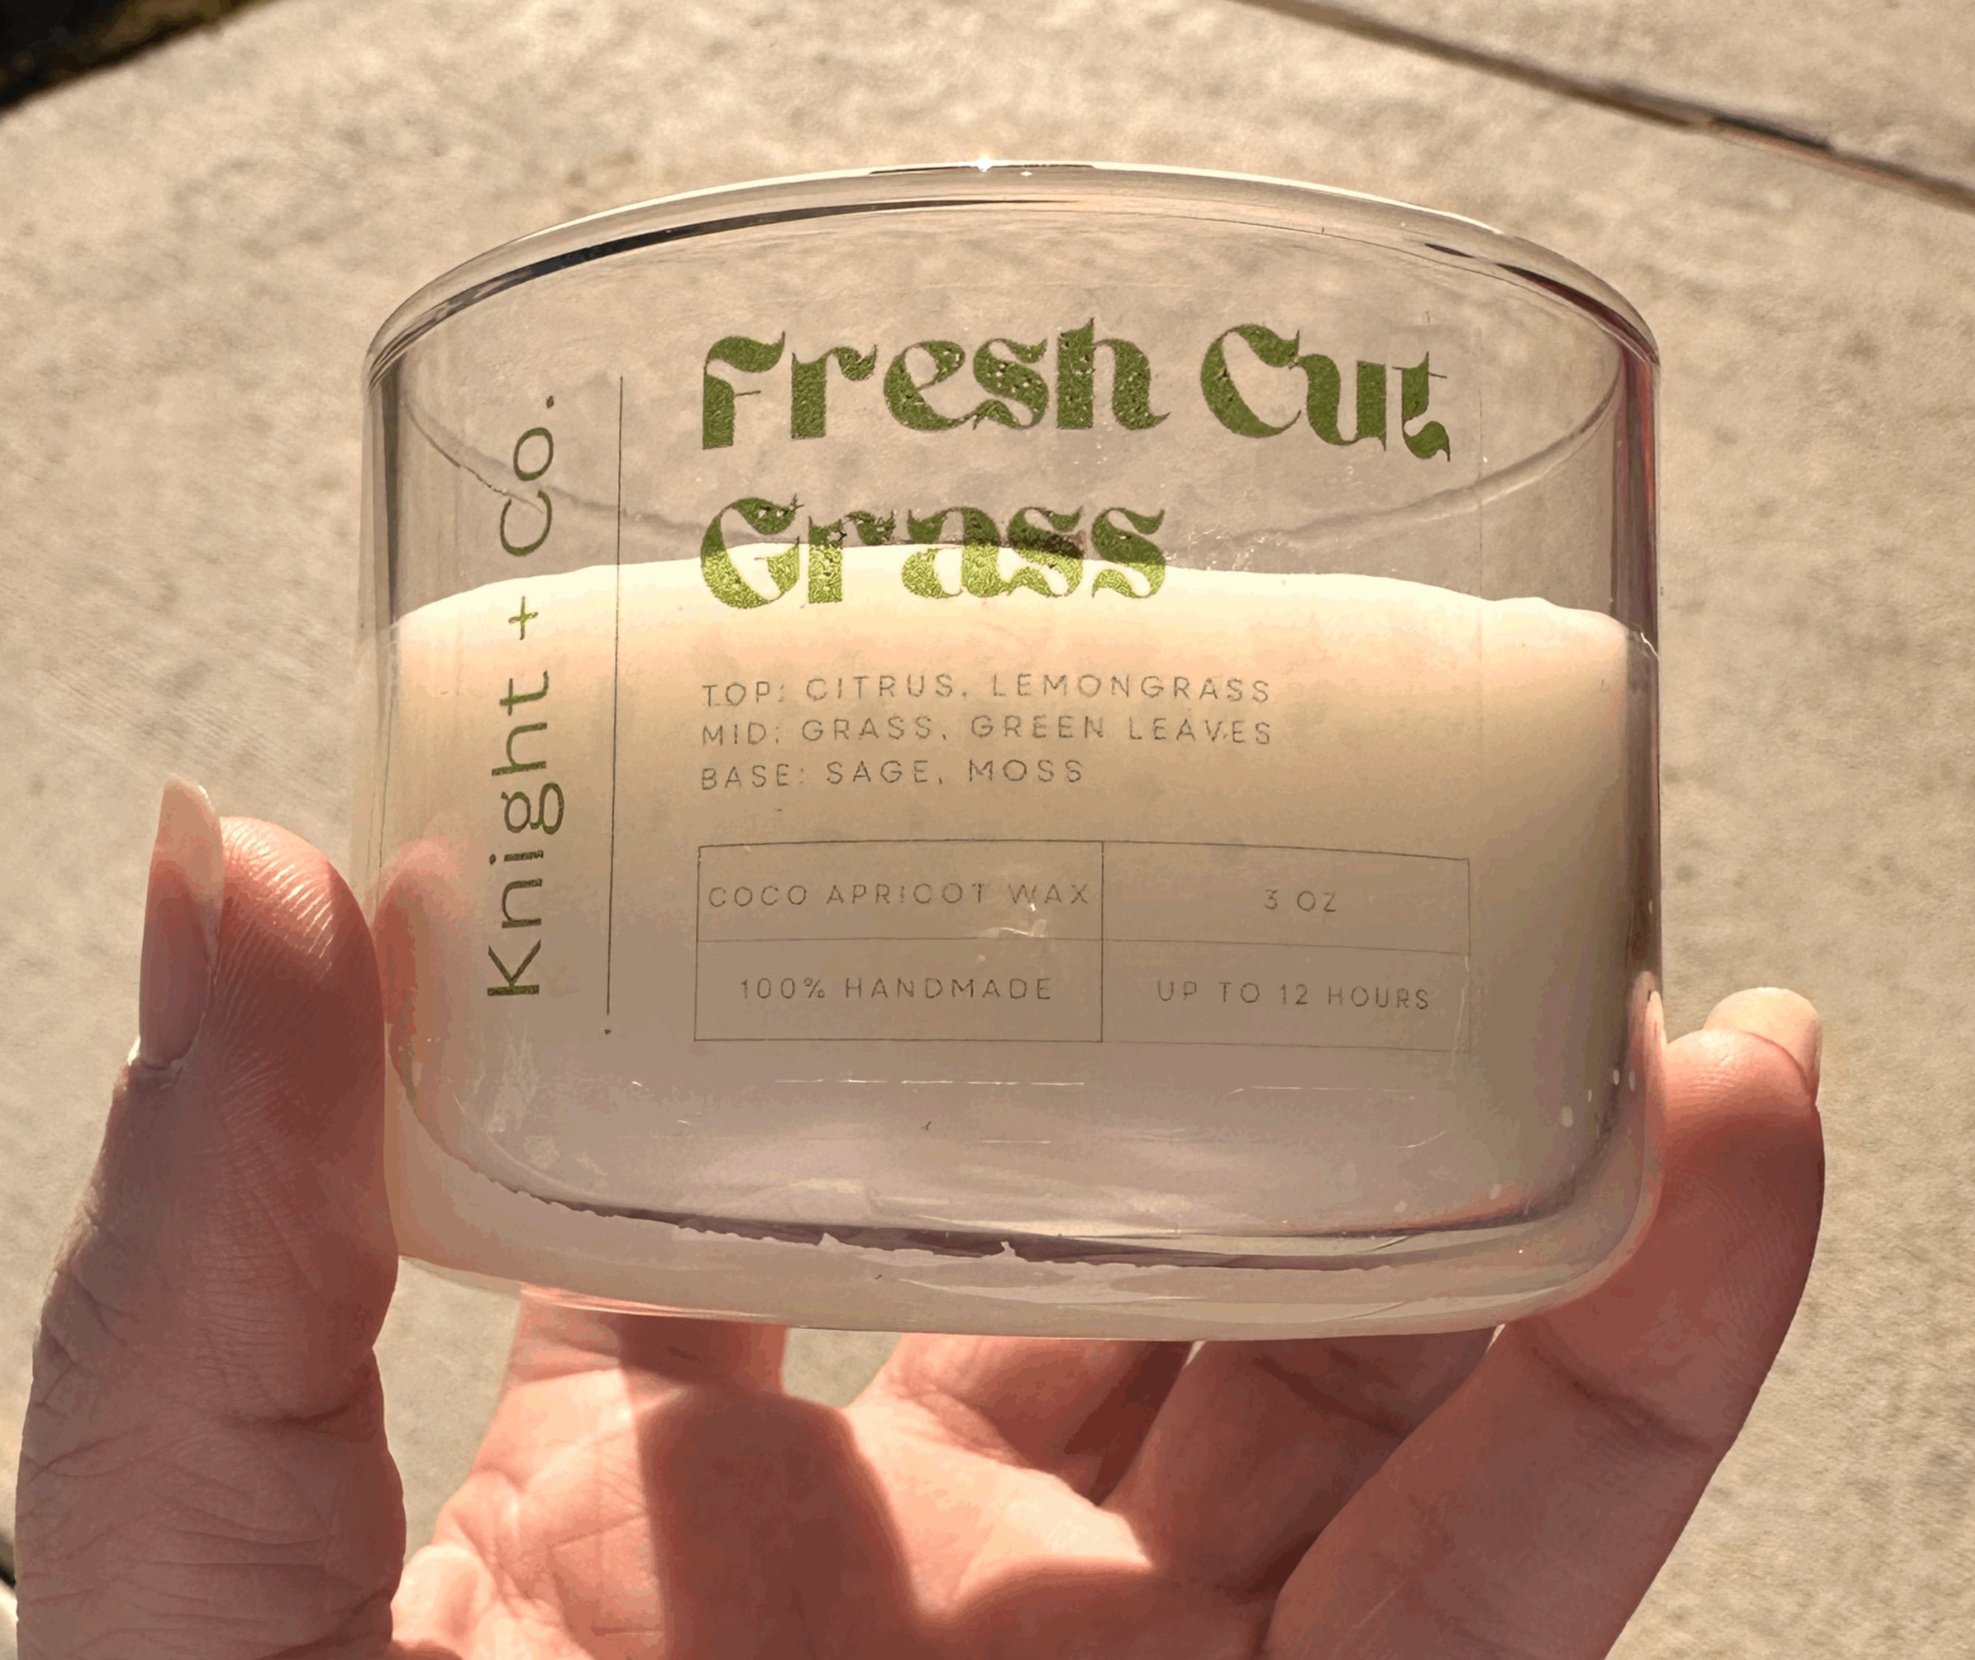 Knight + Co.
Fresh Cut
Grass
TOP: CITRUS, LEMONGRASS
MID: GRASS, GREEN LEAVES
BASE: SAGE, MOSS
COCO APRICOT WAX
3 OZ
100% HANDMADE
UP TO 12 HOURS